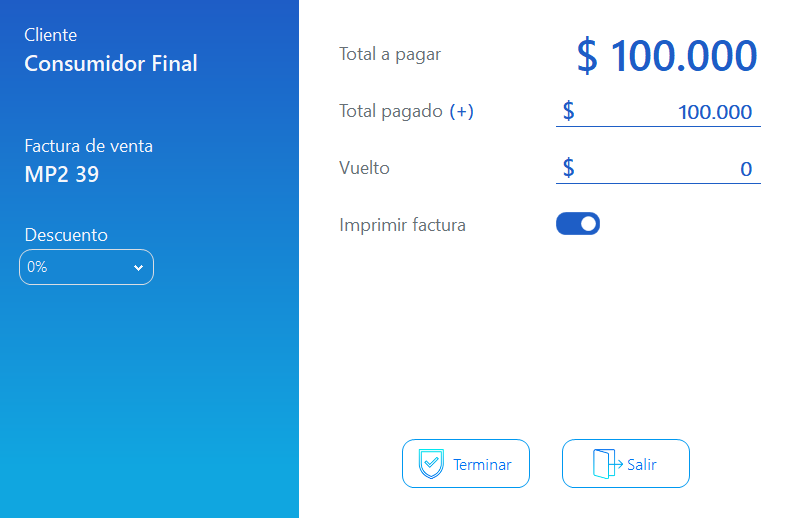 Cliente
Consumidor Final
Factura de venta
MP2 39
Descuento
0%
Total a pagar
$ 100.000
Total pagado (+)
$ 100.000
Vuelto
$ 0
Imprimir factura
Terminar
Salir